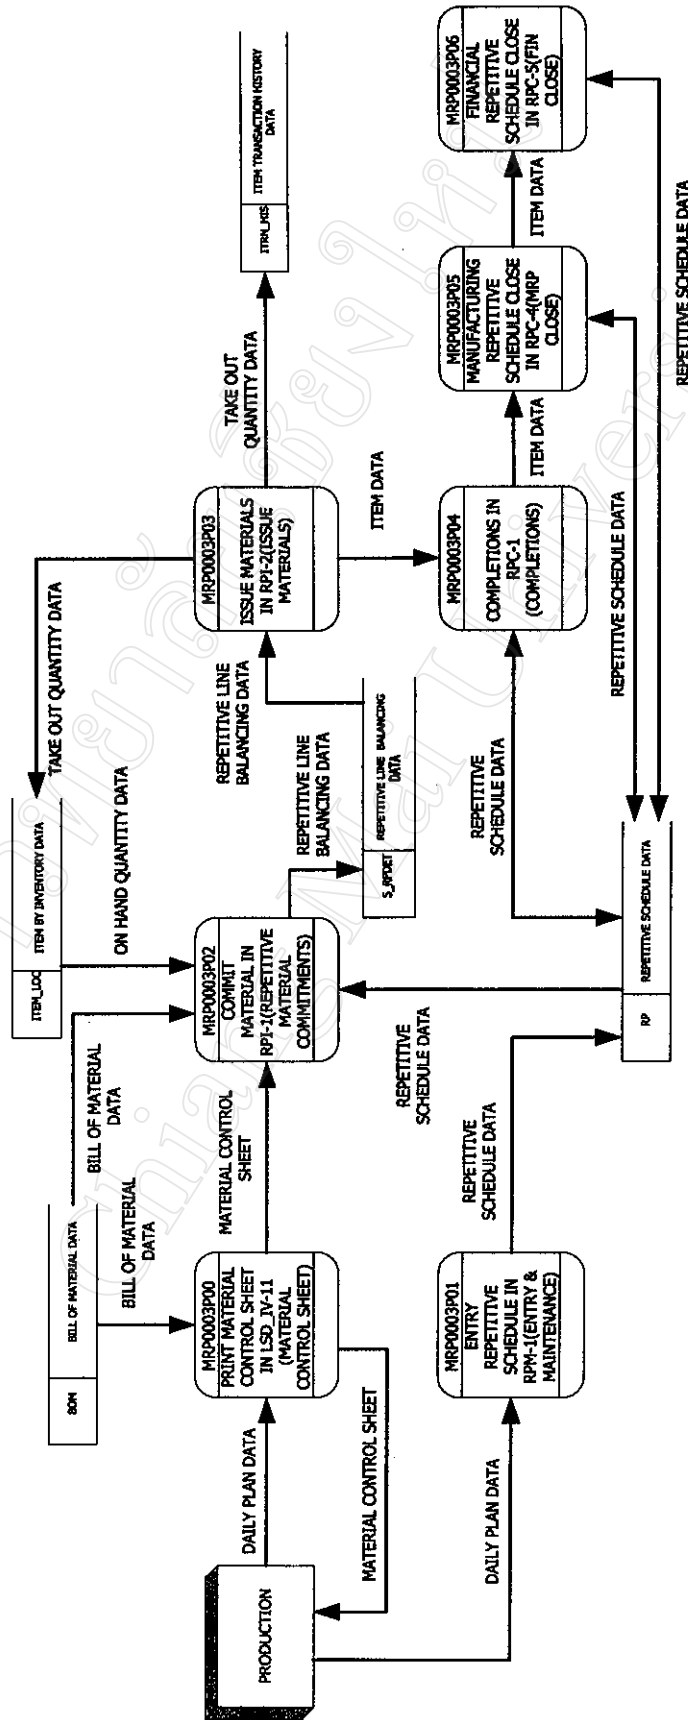 BOM
BILL OF MATERIAL DATA
BILL OF MATERIAL
DATA
BILL OF MATERIAL
DATA
ITEM_LOC
ITEM BY INVENTORY DATA
ON HAND QUANTITY DATA
TAKE OUT QUANTITY DATA
TAKE OUT
QUANTITY DATA
ITEM TRANSACTION HISTORY
DATA
PRODUCTION
DAILY PLAN DATA
MATERIAL CONTROL SHEET
MRP0003P00
PRINT MATERIAL
CONTROL SHEET
IN LSD_IV-11
(MATERIAL
CONTROL SHEET)
MATERIAL CONTROL
SHEET
MRP0003P02
COMMIT
MATERIAL IN
RPI-1(REPETITIVE
MATERIAL
COMMITMENTS)
REPETITIVE LINE
BALANCING DATA
S_RPDET
REPETITIVE LINE BALANCING
DATA
REPETITIVE LINE
BALANCING DATA
MRP0003P03
ISSUE MATERIALS
IN RPI-2(ISSUE
MATERIALS)
ITEM DATA
DAILY PLAN DATA
MRP0003P01
ENTRY
REPETITIVE
SCHEDULE IN
RPM-1(ENTRY &
MAINTENANCE)
REPETITIVE
SCHEDULE DATA
REPETITIVE
SCHEDULE DATA
RP
REPETITIVE SCHEDULE DATA
REPETITIVE
SCHEDULE DATA
MRP0003P04
COMPLETIONS IN
RPC-1
(COMPLETIONS)
ITEM DATA
MRP0003P05
MANUFACTURING
REPETITIVE
SCHEDULE CLOSE
IN RPC-4(MRP
CLOSE)
ITEM DATA
MRP0003P06
FINANCIAL
REPETITIVE
SCHEDULE CLOSE
IN RPC-5(FIN
CLOSE)
REPETITIVE SCHEDULE DATA
REPETITIVE SCHEDULE DATA
Chiang Mai Universi